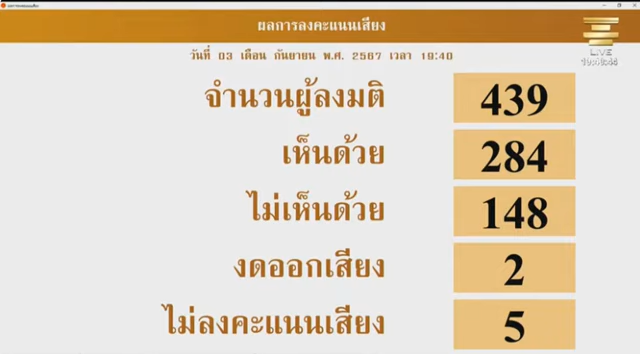 ผลการลงคะแนนเสียง
วันที่ 03 เดือน กันยายน พ.ศ. 2567 เวลา 19:40
LIVE
จำนวนผู้ลงมติ 439
เห็นด้วย 284
ไม่เห็นด้วย 148
งดออกเสียง 2
ไม่ลงคะแนนเสียง 5